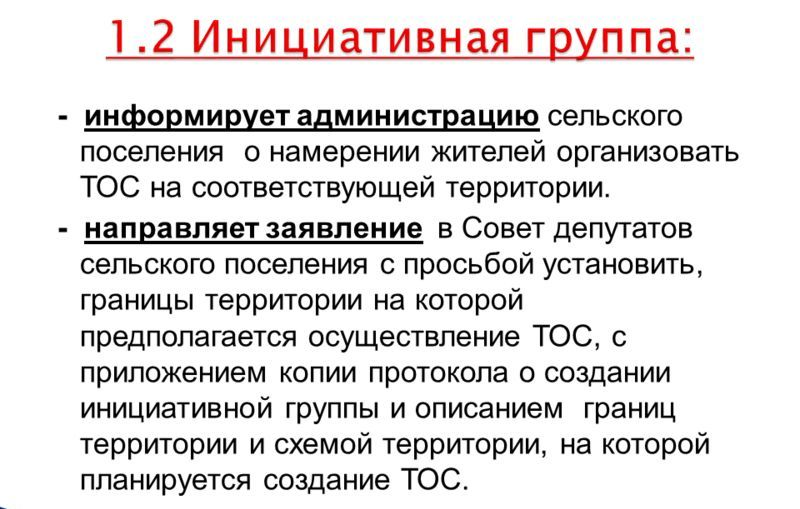 1.2 Инициативная группа:
- информирует администрацию сельского
поселения о намерении жителей организовать
ТОС на соответствующей территории.
- направляет заявление в Совет депутатов
сельского поселения с просьбой установить,
границы территории на которой
предполагается осуществление ТОС, с
приложением копии протокола о создании
инициативной группы и описанием границ
территории и схемой территории, на которой
планируется создание ТОС.